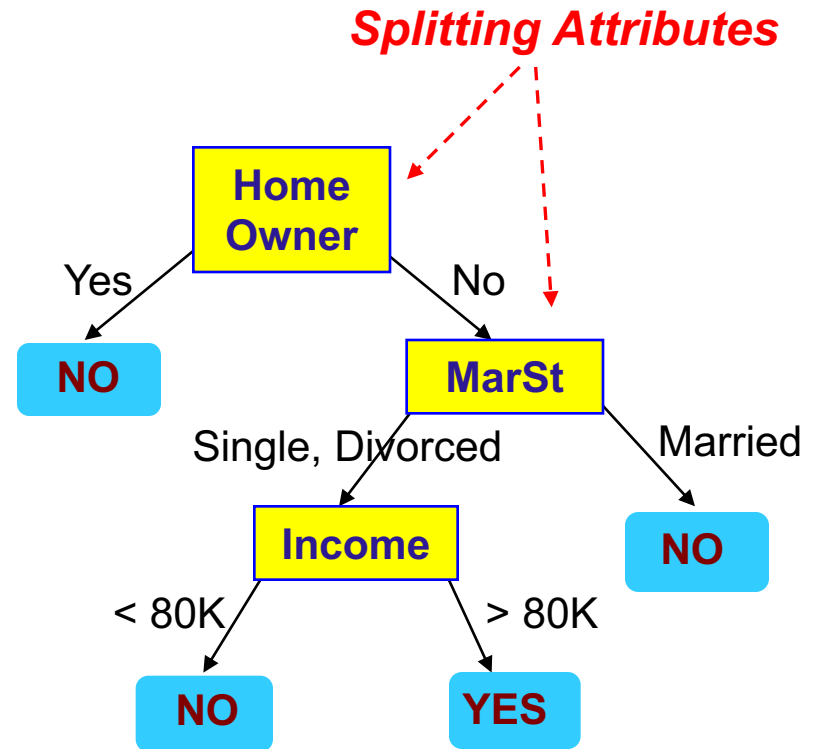 Splitting Attributes
Home
Owner
Yes
No
NO
MarSt
Single, Divorced
Married
Income
NO
< 80K
> 80K
NO
YES